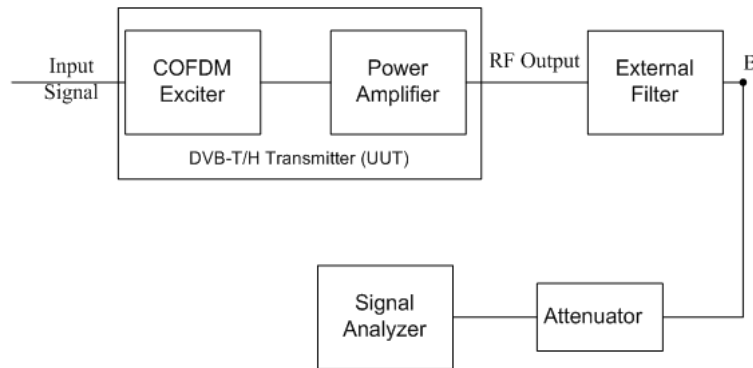 Input
Signal
COFDM
Exciter
Power
Amplifier
RF Output
External
Filter
B
DVB-T/H Transmitter (UUT)
Signal
Analyzer
Attenuator